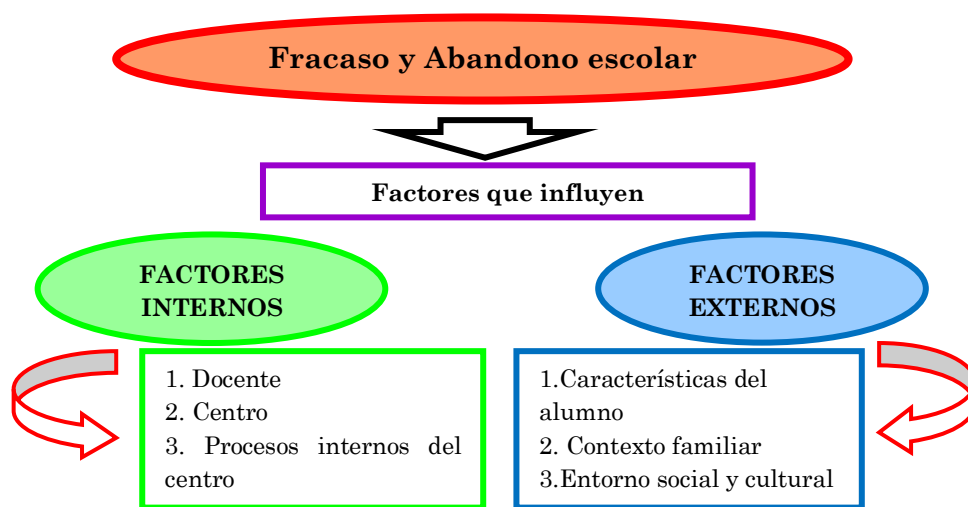 Fracaso y Abandono escolar
Factores que influyen
FACTORES
INTERNOS
1. Docente
2. Centro
3. Procesos internos del
centro
FACTORES
EXTERNOS
1.Características del
alumno
2. Contexto familiar
3.Entorno social y cultural